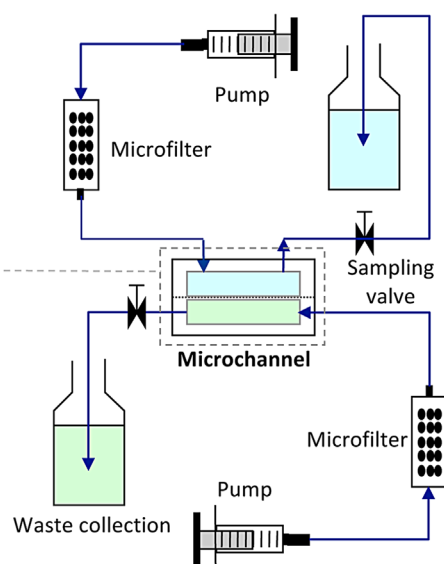 Pump
Microfilter
Sampling
valve
Microchannel
Microfilter
Pump
Waste collection